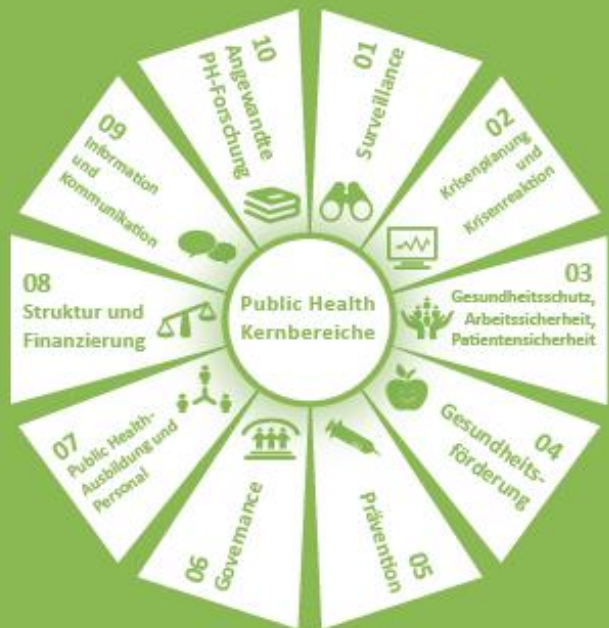 Public Health
Kernbereiche
01
Surveillance
02
Krisenplanung
und
Krisenreaktion
03
Gesundheitsschutz,
Arbeitssicherheit,
Patientensicherheit
04
Gesundheits-
förderung
05
Prävention
06
Governance
07
Public Health-
Ausbildung und
Personal
08
Struktur und
Finanzierung
09
Information
und
Kommunikation
10
Angewandte
PH-Forschung